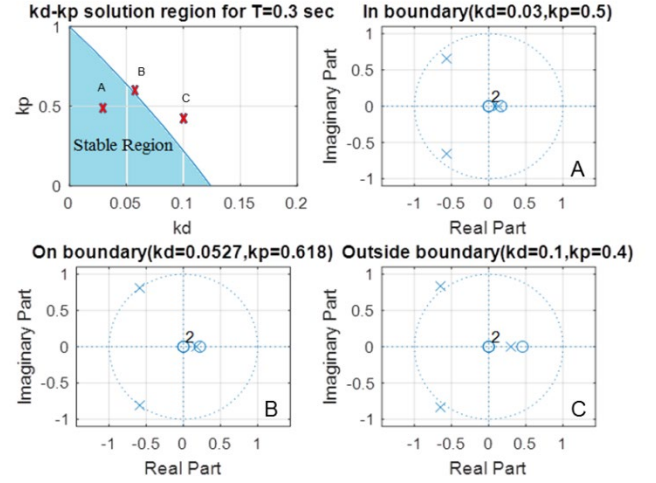 kd-kp solution region for T=0.3 sec
1
kp
0.5
0
A
B
C
Stable Region
0
0.05
0.1
0.15
0.2
kd
In boundary(kd=0.03,kp=0.5)
Imaginary Part
1
0.5
0
-0.5
-1
2
A
-1
-0.5
0
0.5
1
Real Part
On boundary(kd=0.0527,kp=0.618)
Imaginary Part
1
0.5
0
-0.5
-1
2
B
-1
-0.5
0
0.5
1
Real Part
Outside boundary(kd=0.1,kp=0.4)
Imaginary Part
1
0.5
0
-0.5
-1
2
C
-1
-0.5
0
0.5
1
Real Part